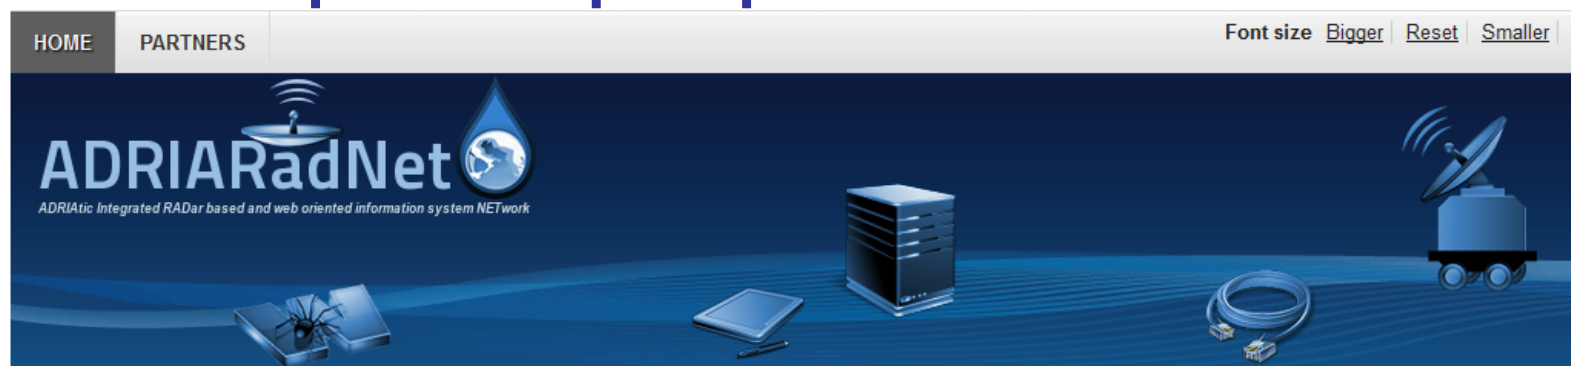 HOME PARTNERS Font size Bigger Reset Smaller
ADRIARadNet
ADRIAtic Integrated RADar based and web oriented information system NETwork